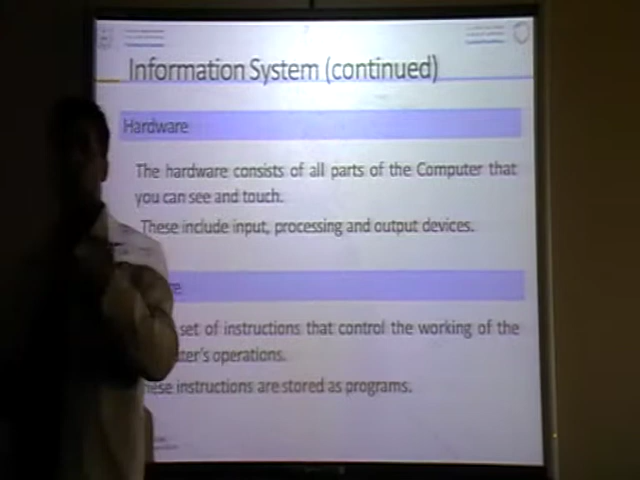 Information System (continued)
Hardware
The hardware consists of all parts of the Computer that
you can see and touch.
These include input, processing and output devices.
re
set of instructions that control the working of the
ter's operations.
hese instructions are stored as programs.